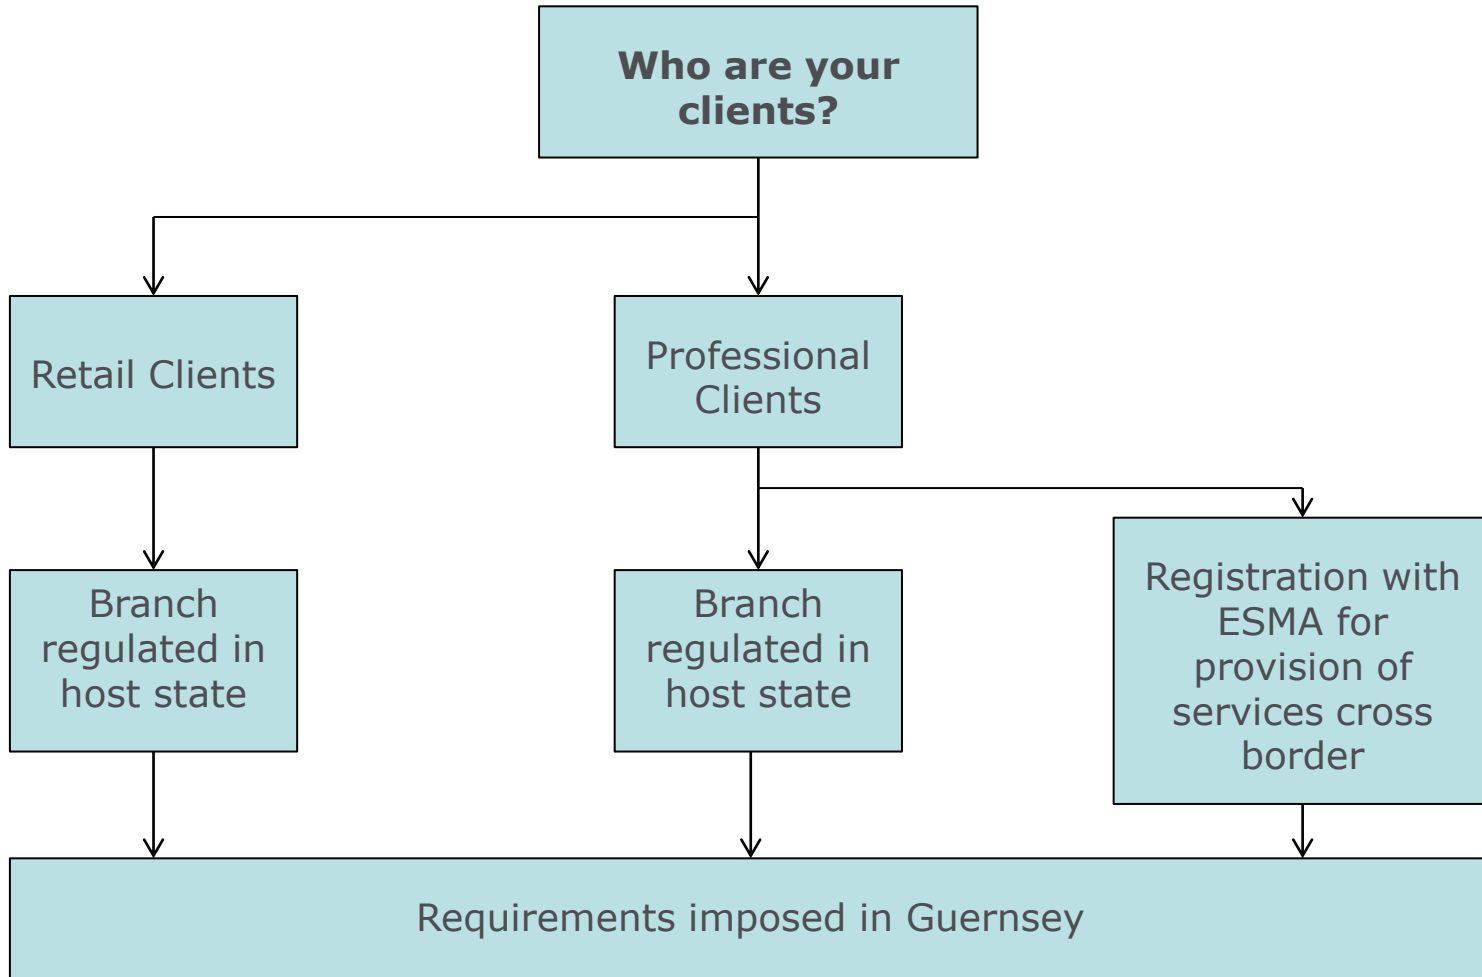 Who are your
clients?
Retail Clients
Professional
Clients
Branch
regulated in
host state
Branch
regulated in
host state
Registration with
ESMA for
provision of
services cross
border
Requirements imposed in Guernsey